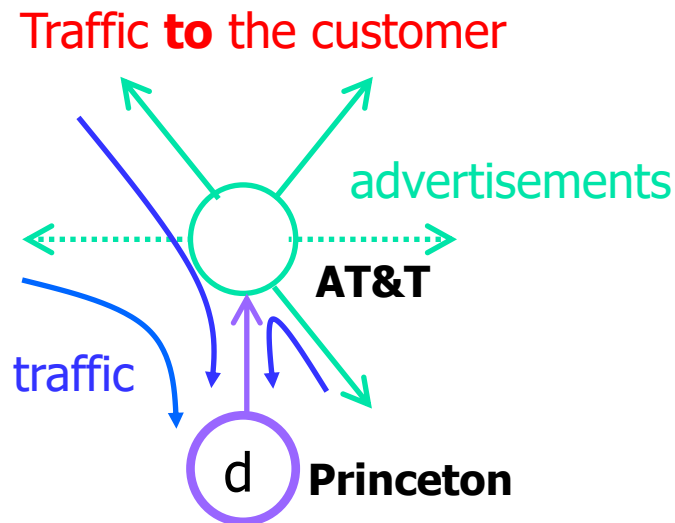 Traffic to the customer
advertisements
AT&T
traffic
d
Princeton